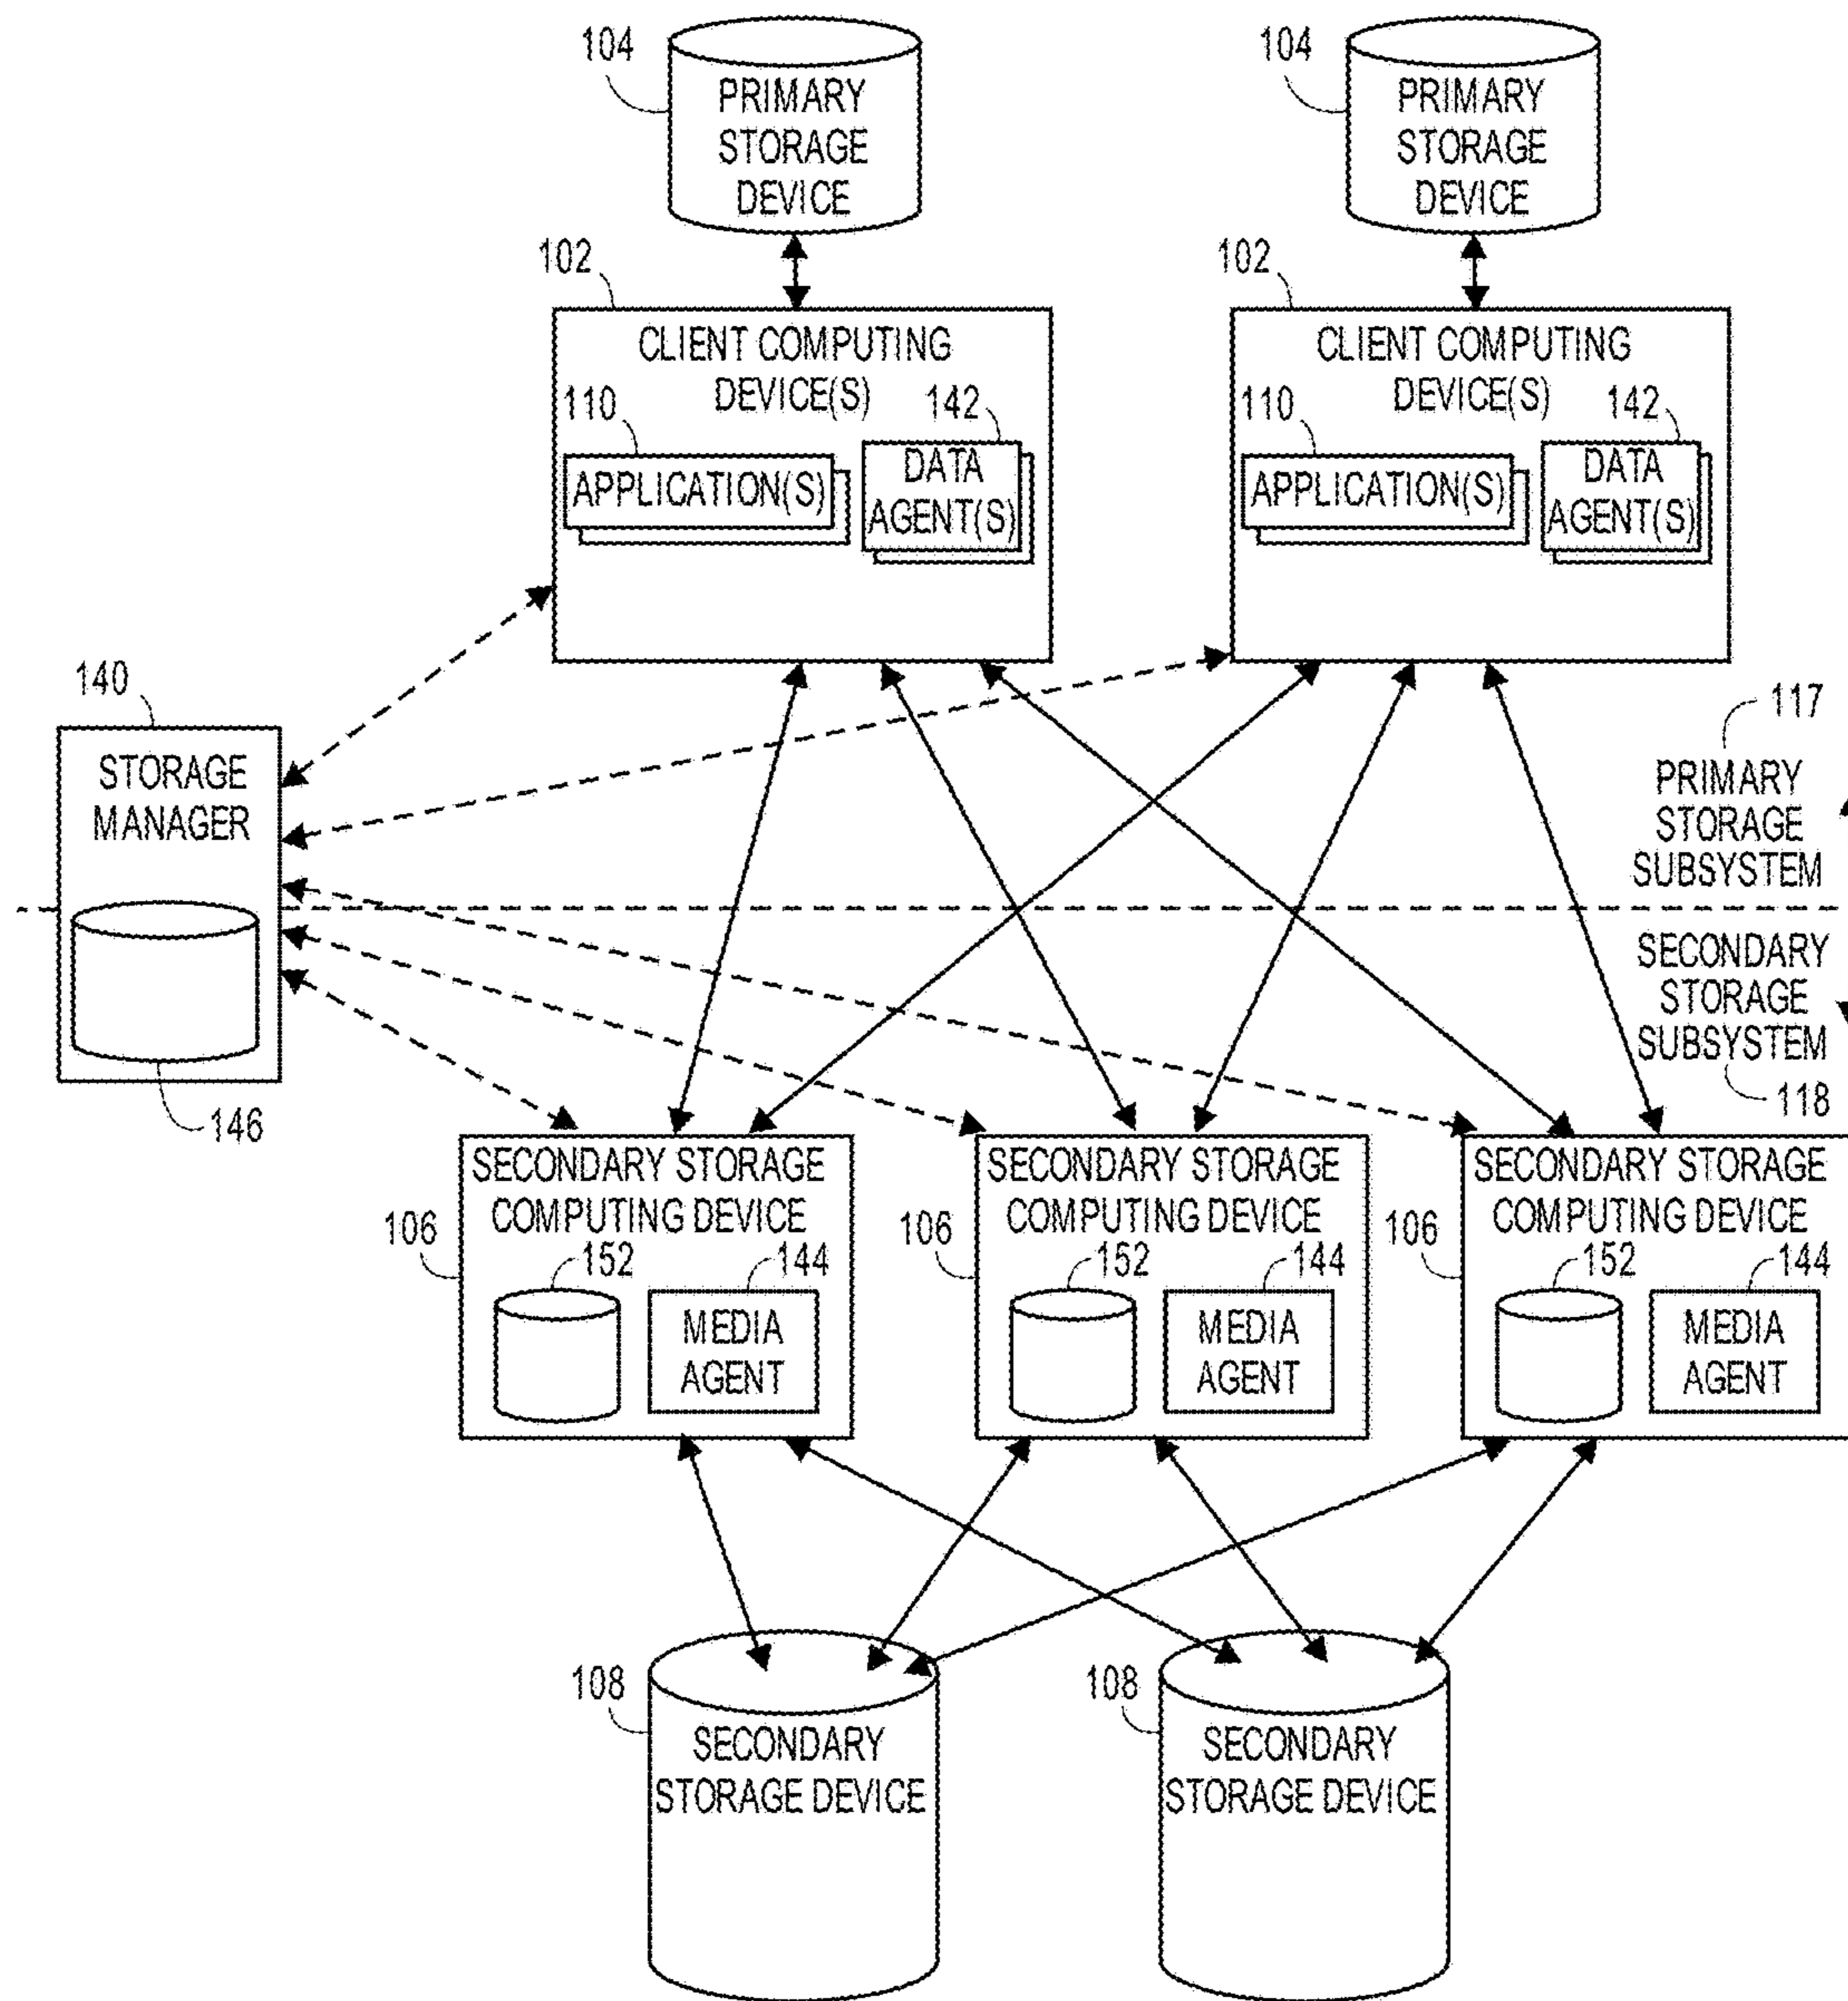 104
PRIMARY
STORAGE
DEVICE
104
PRIMARY
STORAGE
DEVICE
102
CLIENT COMPUTING
DEVICE(S)
110
142
APPLICATION(S)
DATA
AGENT(S)
102
CLIENT COMPUTING
DEVICE(S)
110
142
APPLICATION(S)
DATA
AGENT(S)
140
STORAGE
MANAGER
146
117
PRIMARY
STORAGE
SUBSYSTEM
SECONDARY
STORAGE
SUBSYSTEM
118
106
SECONDARY STORAGE
COMPUTING DEVICE
152
144
MEDIA
AGENT
106
SECONDARY STORAGE
COMPUTING DEVICE
152
144
MEDIA
AGENT
106
SECONDARY STORAGE
COMPUTING DEVICE
152
144
MEDIA
AGENT
108
SECONDARY
STORAGE DEVICE
108
SECONDARY
STORAGE DEVICE